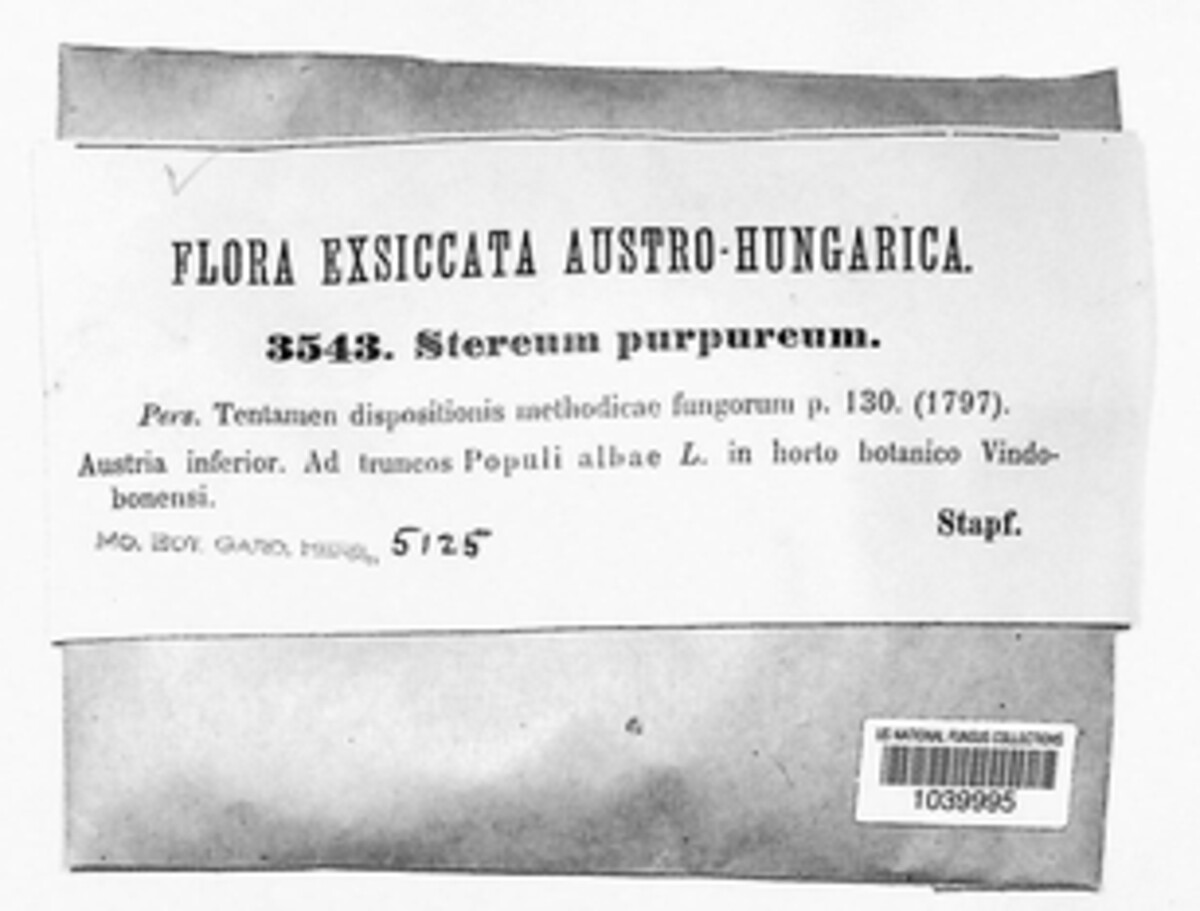 FLORA EXSICCATA AUSTRO-HUNGARICA.
3543. Stereum purpureum.
Pers. Tentamen dispositionis methodicae fungorum p. 130. (1797).
Austria inferior. Ad truncos Populi albae L. in horto botanico Vindo-
bonensi.
Stapf.
MO. BOT. GARD. HERB. 5125
US NATIONAL FUNGUS COLLECTIONS
1039995